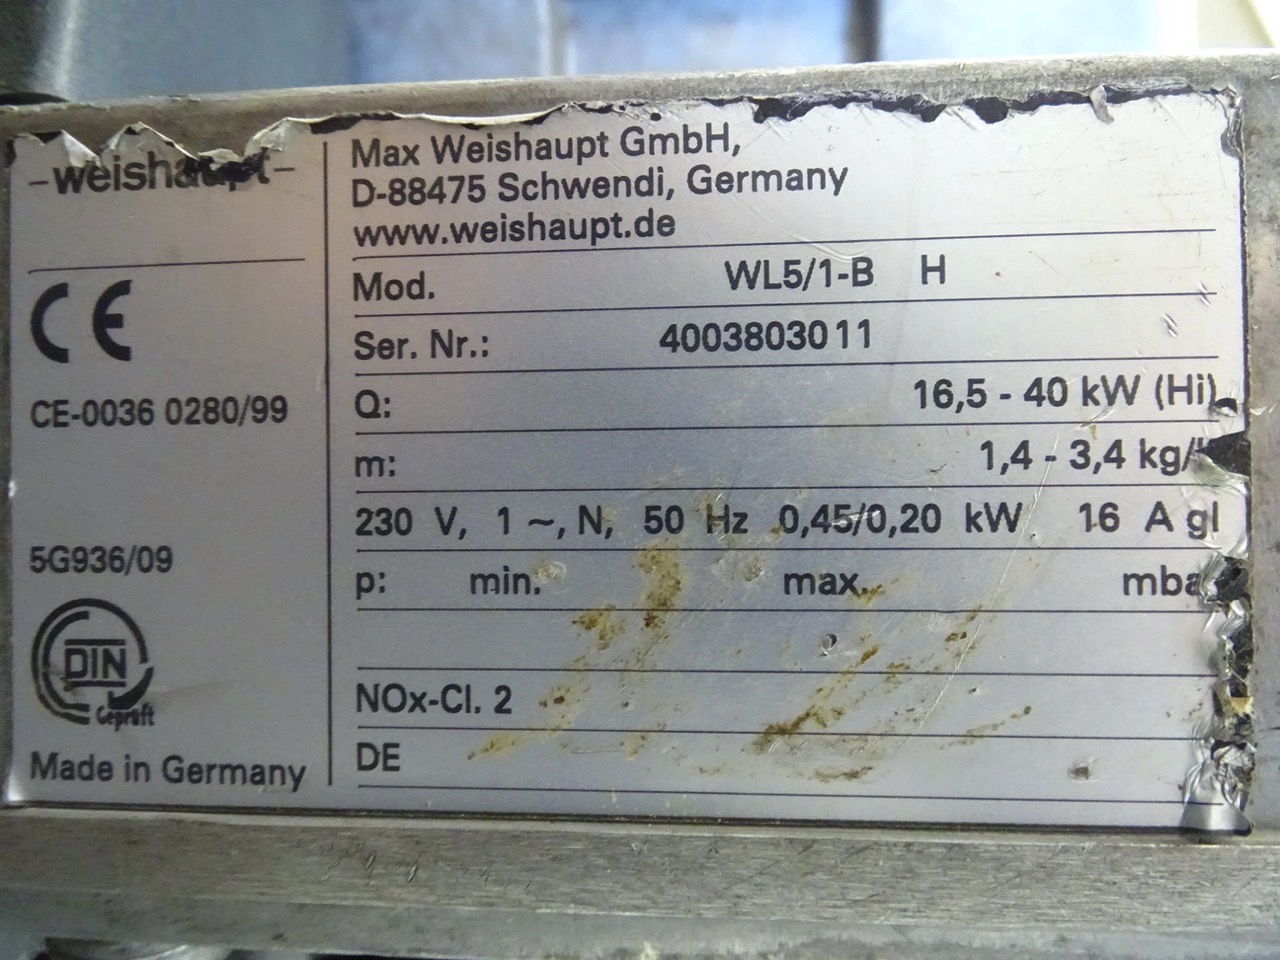 -weishaupt-
CE
CE-0036 0280/99
5G936/09
DIN
Geprüft
Made in Germany
Max Weishaupt GmbH,
D-88475 Schwendi, Germany
www.weishaupt.de
Mod. WL5/1-B H
Ser. Nr.: 4003803011
Q: 16,5 - 40 kW (Hi)
m: 1,4 - 3,4 kg/
230 V, 1 ~, N, 50 Hz 0,45/0,20 kW 16 A gl
p: min. max. mba
NOx-Cl. 2
DE